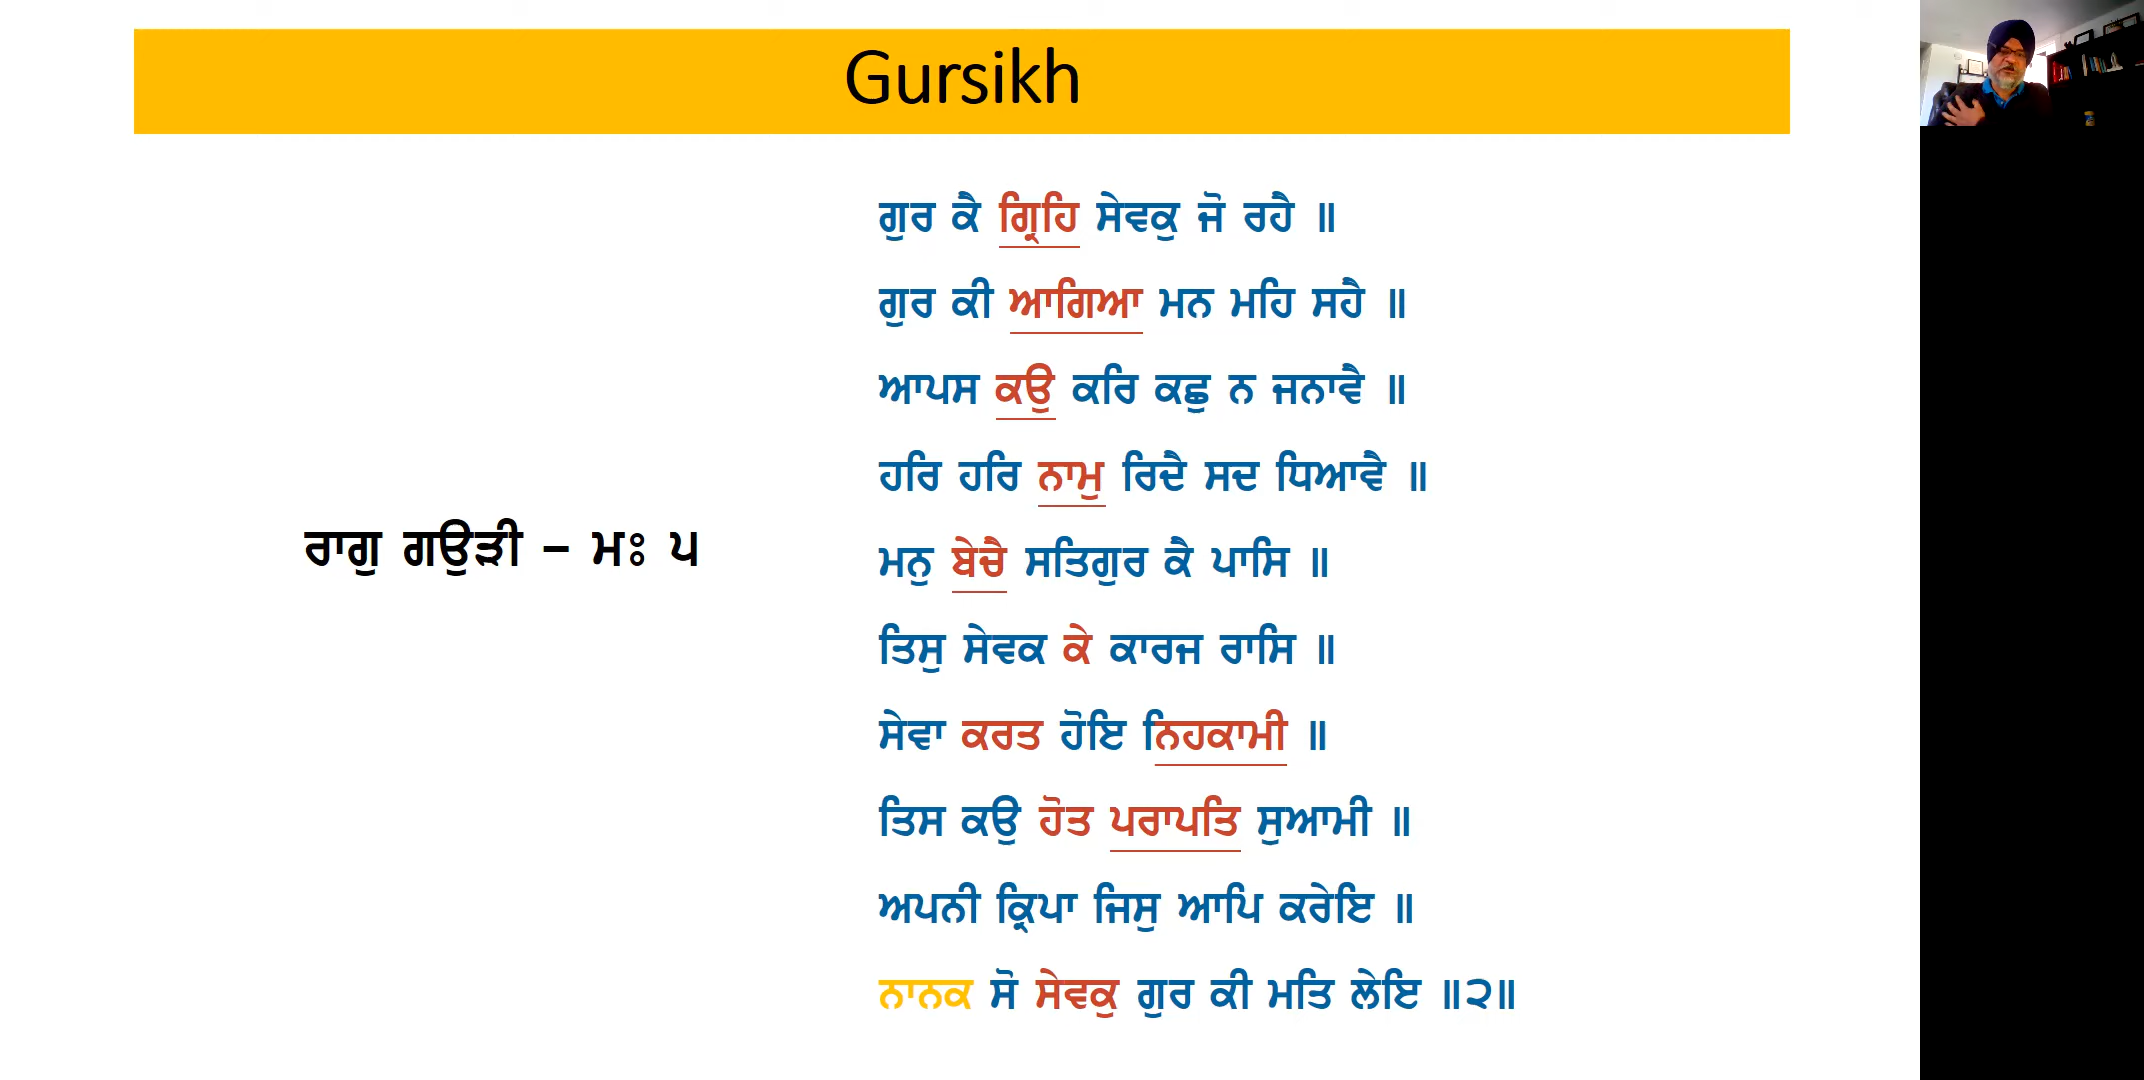 Gursikh
ਰਾਗੁ ਗਉੜੀ – ਮਃ ੫
ਗੁਰ ਕੈ ਗ੍ਰਿਹਿ ਸੇਵਕੁ ਜੋ ਰਹੈ ॥
ਗੁਰ ਕੀ ਆਗਿਆ ਮਨ ਮਹਿ ਸਹੈ ॥
ਆਪਸ ਕਉ ਕਰਿ ਕਛੁ ਨ ਜਨਾਵੈ ॥
ਹਰਿ ਹਰਿ ਨਾਮੁ ਰਿਦੈ ਸਦ ਧਿਆਵੈ ॥
ਮਨੁ ਬੇਚੈ ਸਤਿਗੁਰ ਕੈ ਪਾਸਿ ॥
ਤਿਸੁ ਸੇਵਕ ਕੇ ਕਾਰਜ ਰਾਸਿ ॥
ਸੇਵਾ ਕਰਤ ਹੋਇ ਨਿਹਕਾਮੀ ॥
ਤਿਸ ਕਉ ਹੋਤ ਪਰਾਪਤਿ ਸੁਆਮੀ ॥
ਅਪਨੀ ਕ੍ਰਿਪਾ ਜਿਸੁ ਆਪਿ ਕਰੇਇ ॥
ਨਾਨਕ ਸੋ ਸੇਵਕੁ ਗੁਰ ਕੀ ਮਤਿ ਲੇਇ ॥੨॥